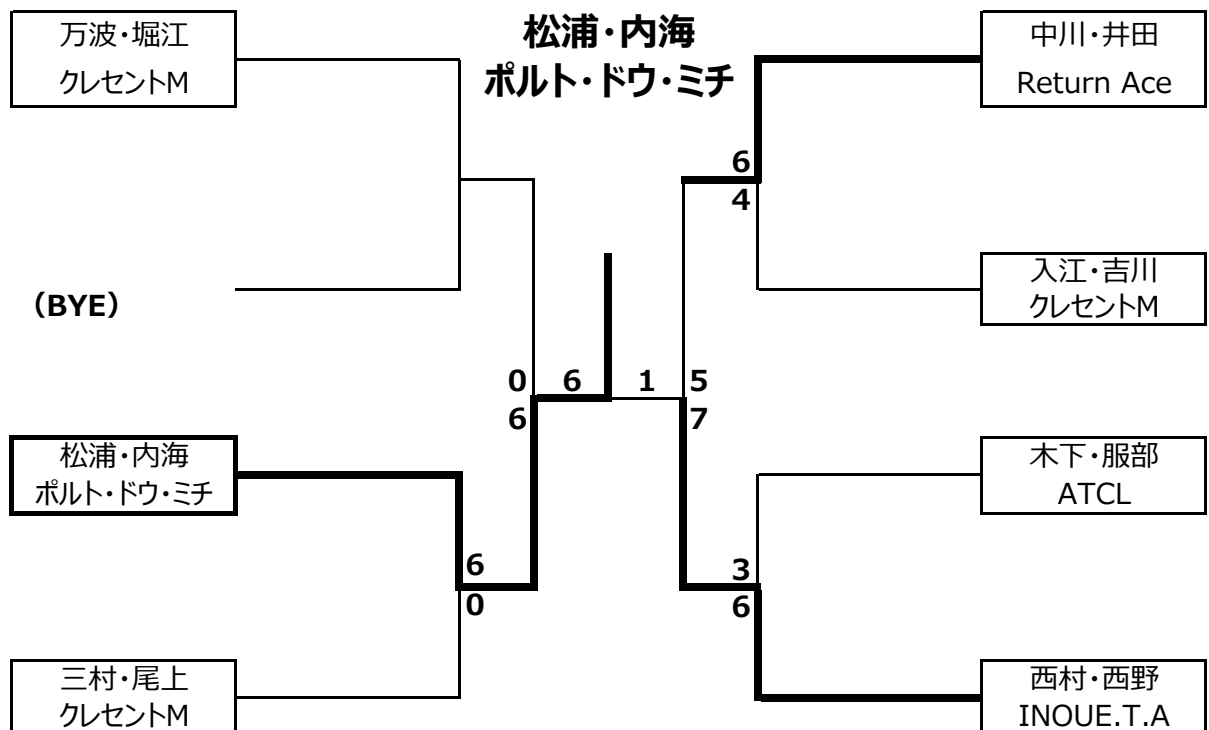 万波・堀江
クレセントM
松浦・内海
ポルト・ドウ・ミチ
中川・井田
Return Ace
6
4
(BYE)
入江・吉川
クレセントM
0
6
6
1
5
7
松浦・内海
ポルト・ドウ・ミチ
木下・服部
ATCL
6
0
3
6
三村・尾上
クレセントM
西村・西野
INOUE.T.A